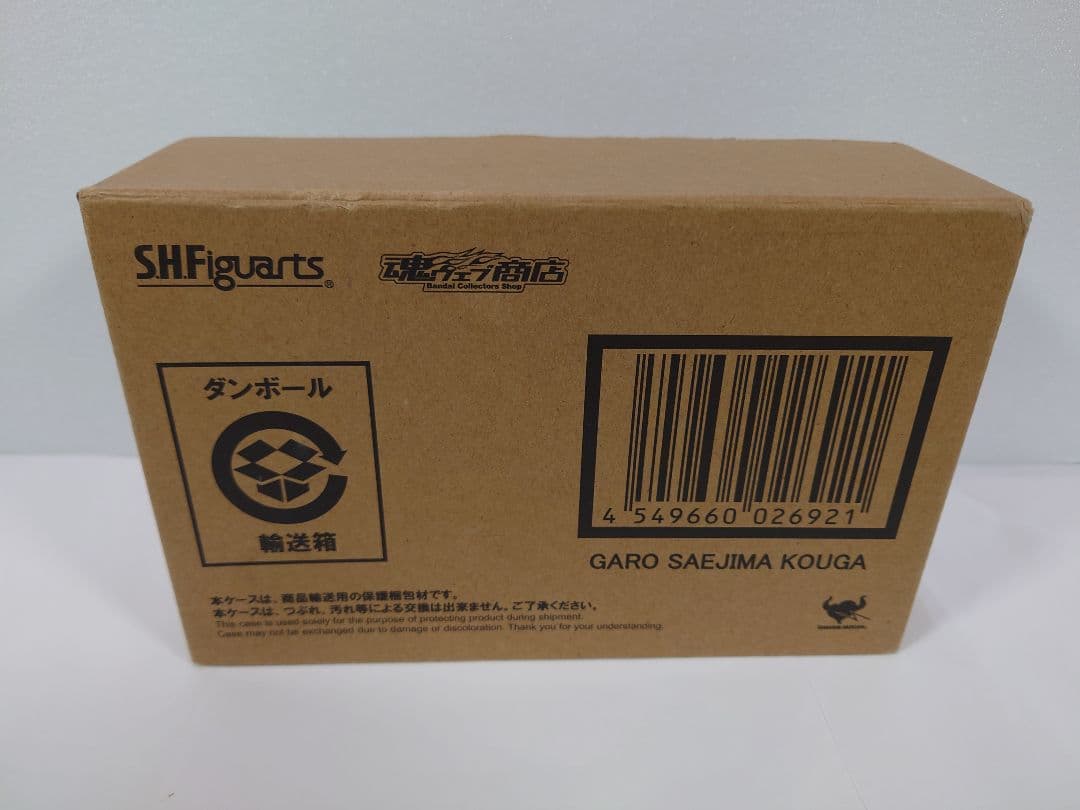 S.H.Figuarts®
魂ウェブ商店
Bandai Collectors Shop
ダンボール
輸送箱
4 549660 026921
GARO SAEJIMA KOUGA
本ケースは、商品輸送用の保護梱包材です。
本ケースは、つぶれ、汚れ等による交換は出来ません。ご了承ください。
This case is used solely for the purpose of protecting product during shipment.
Case may not be exchanged due to damage or discoloration. Thank you for your understanding.